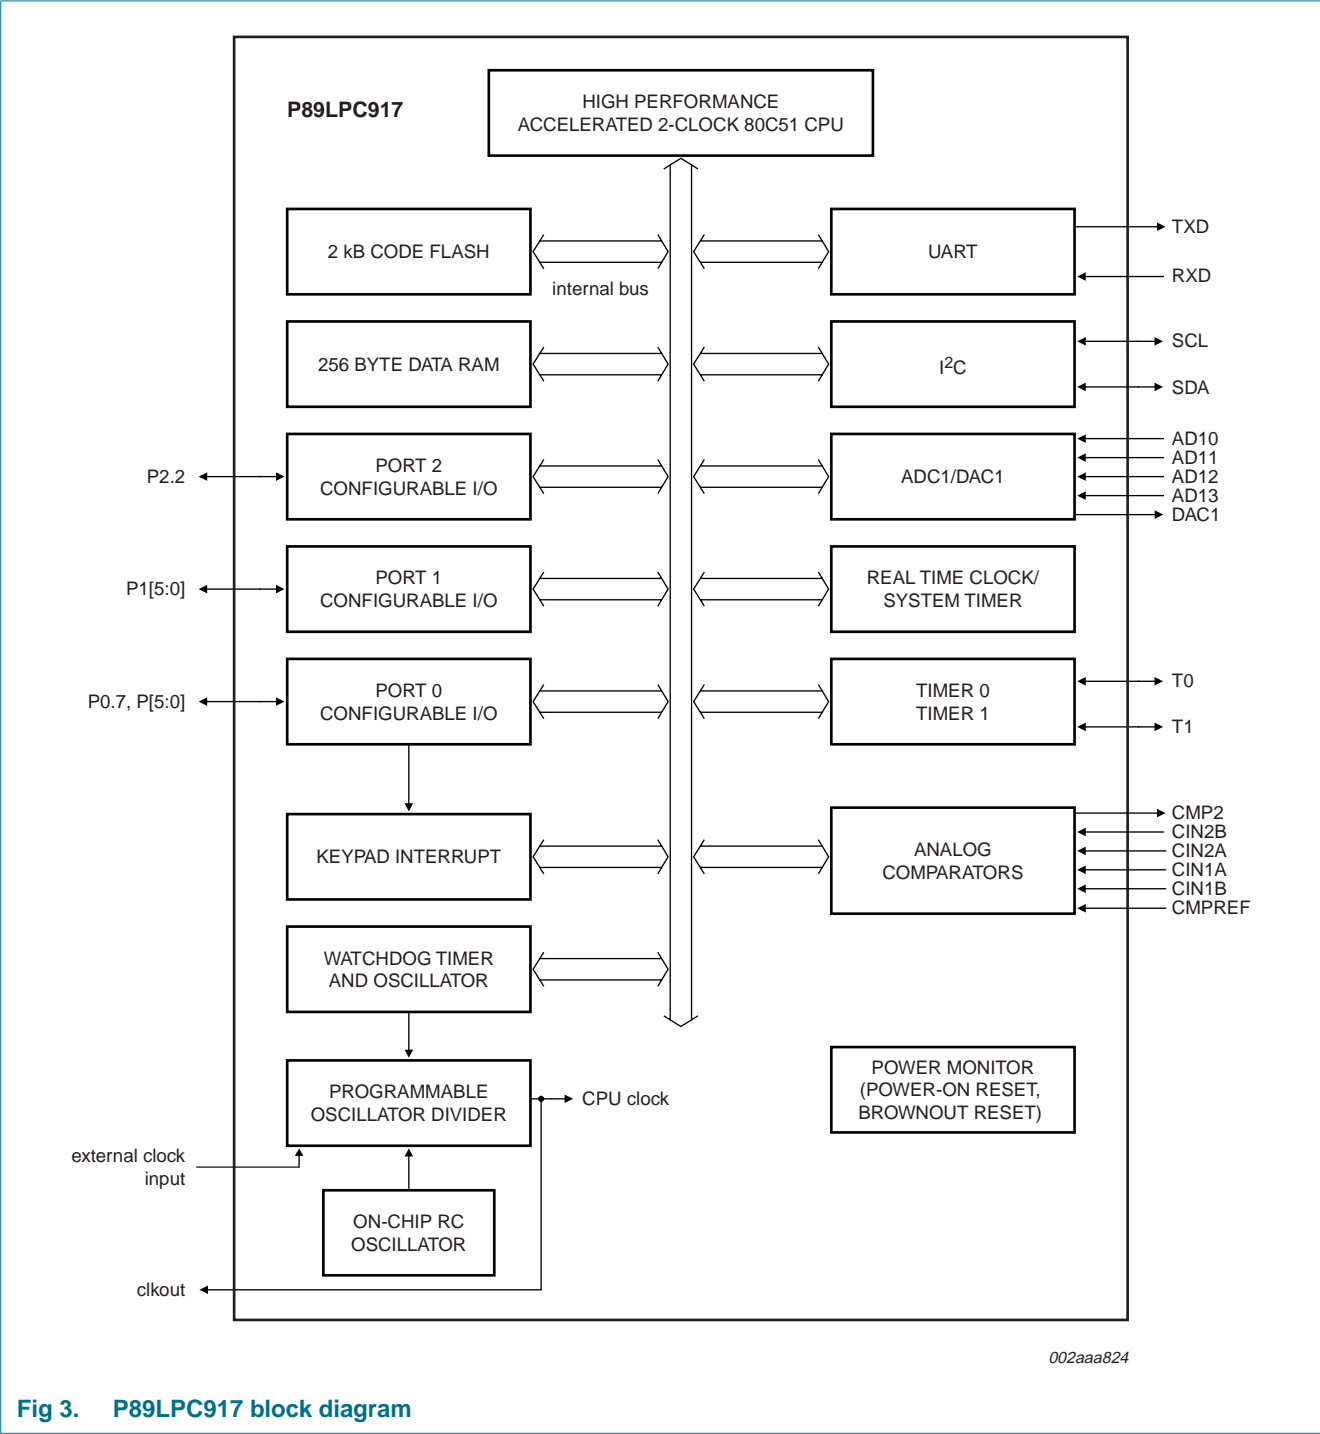 P89LPC917
HIGH PERFORMANCE
ACCELERATED 2-CLOCK 80C51 CPU
2 kB CODE FLASH
internal bus
UART
TXD
RXD
256 BYTE DATA RAM
I²C
SCL
SDA
P2.2
PORT 2
CONFIGURABLE I/O
ADC1/DAC1
AD10
AD11
AD12
AD13
DAC1
P1[5:0]
PORT 1
CONFIGURABLE I/O
REAL TIME CLOCK/
SYSTEM TIMER
P0.7, P[5:0]
PORT 0
CONFIGURABLE I/O
TIMER 0
TIMER 1
T0
T1
KEYPAD INTERRUPT
ANALOG
COMPARATORS
CMP2
CIN2B
CIN2A
CIN1A
CIN1B
CMPREF
WATCHDOG TIMER
AND OSCILLATOR
PROGRAMMABLE
OSCILLATOR DIVIDER
CPU clock
POWER MONITOR
(POWER-ON RESET,
BROWNOUT RESET)
external clock
input
ON-CHIP RC
OSCILLATOR
clkout
002aaa824
Fig 3. P89LPC917 block diagram